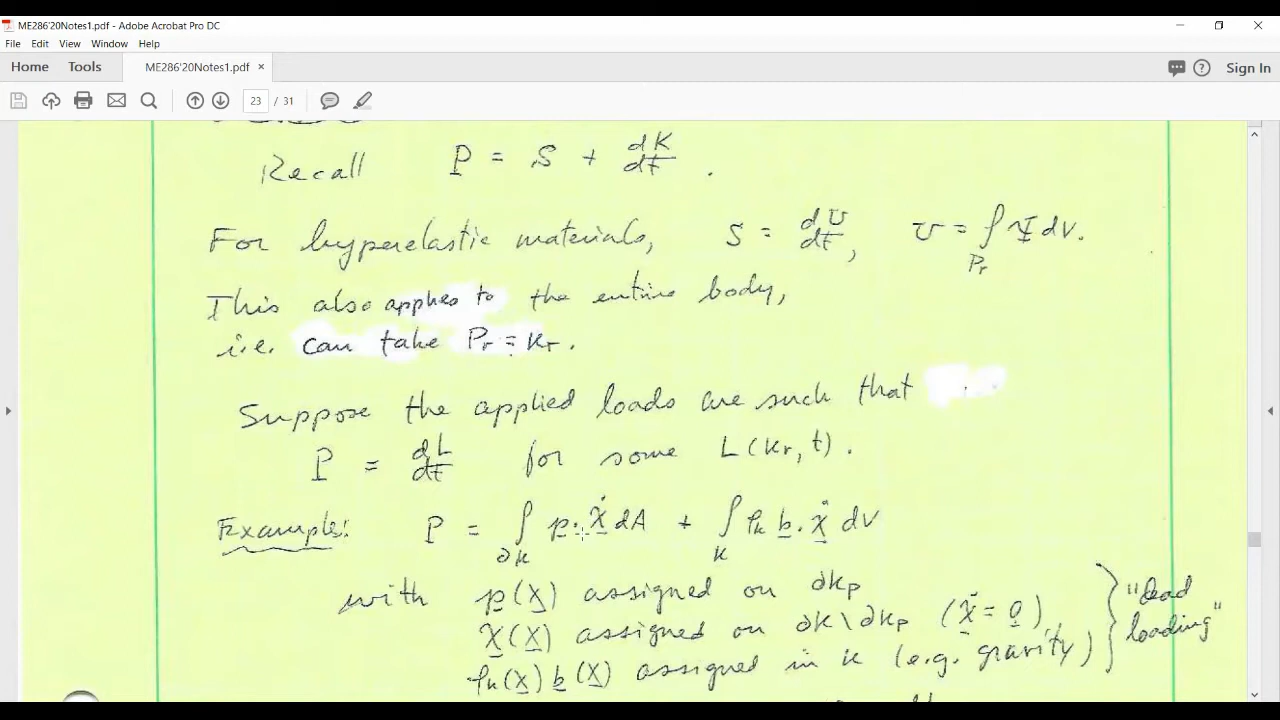 ME286'20Notes1.pdf - Adobe Acrobat Pro DC
File Edit View Window Help
Home Tools ME286'20Notes1.pdf × Sign In
23 / 31
Recall P = S + dK/dt .
For hyperelastic materials, S = dU/dt , U = ∫_Pr Ψ dV.
This also applies to the entire body,
i.e. can take Pr = κr .
Suppose the applied loads are such that
P = dL/dt for some L(κr, t) .
Example: P = ∫_∂κ p · χ̇ dA + ∫_κ ρκ b · χ̇ dV
with p(X) assigned on ∂κp
χ(X) assigned on ∂κ \ ∂κp (χ̇ = 0)
ρκ(X) b(X) assigned in κ (e.g. gravity)
"Dead
loading"